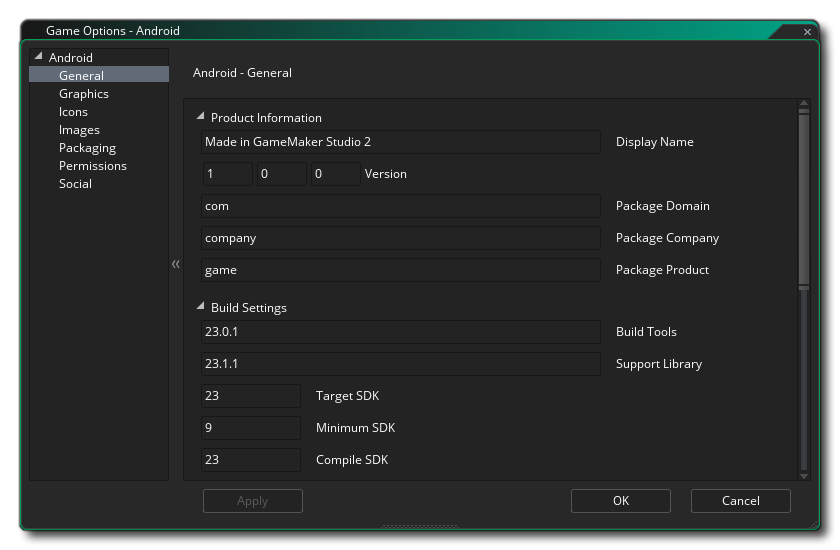 Game Options - Android
Android
General
Graphics
Icons
Images
Packaging
Permissions
Social
Android - General
Product Information
Made in GameMaker Studio 2 Display Name
1 0 0 Version
com Package Domain
company Package Company
game Package Product
Build Settings
23.0.1 Build Tools
23.1.1 Support Library
23 Target SDK
9 Minimum SDK
23 Compile SDK
Apply OK Cancel